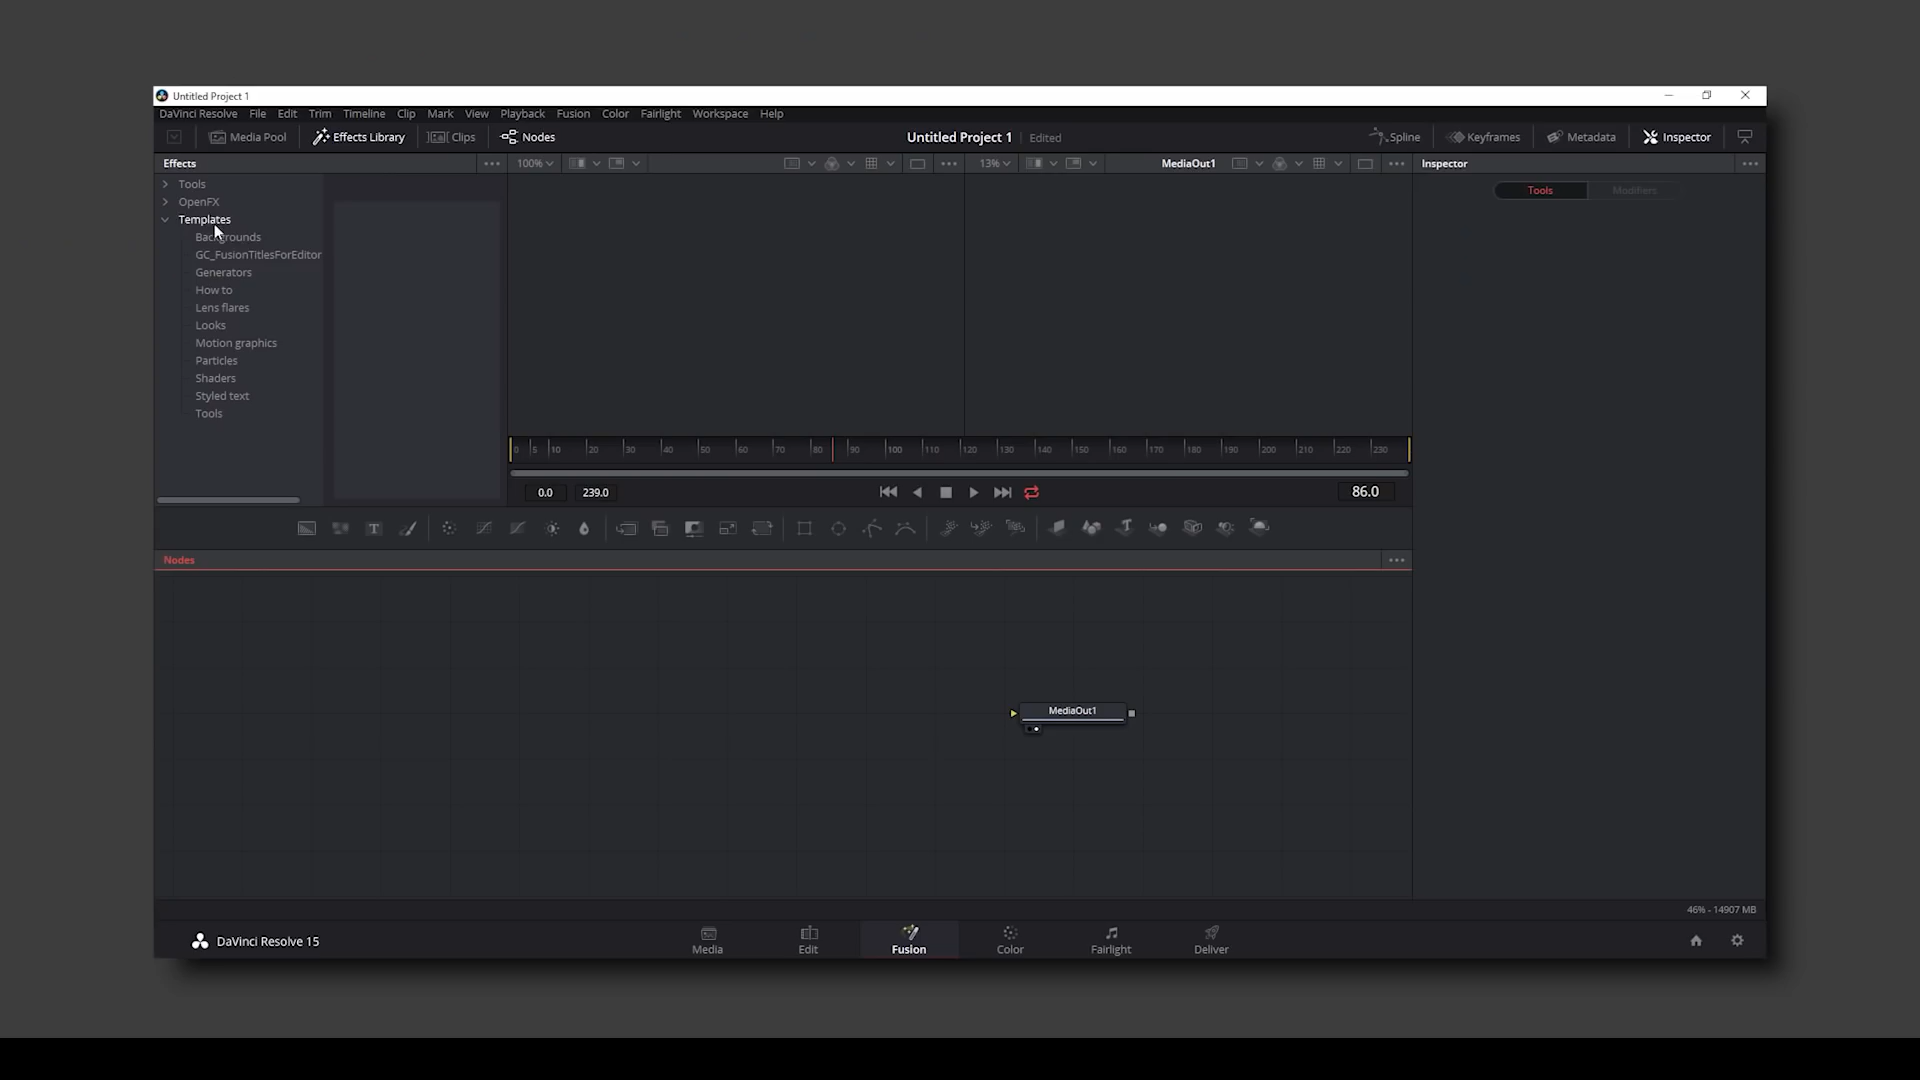 Untitled Project 1
DaVinci Resolve File Edit Trim Timeline Clip Mark View Playback Fusion Color Fairlight Workspace Help
Media Pool Effects Library Clips Nodes Untitled Project 1 Edited Spline Keyframes Metadata Inspector
Effects 100% 13% MediaOut1 Inspector
Tools
OpenFX
Templates
Backgrounds
GC_FusionTitlesForEditor
Generators
How to
Lens flares
Looks
Motion graphics
Particles
Shaders
Styled text
Tools
Tools Modifiers
0 5 10 20 30 40 50 60 70 80 90 100 110 120 130 140 150 160 170 180 190 200 210 220 230
0.0 239.0 86.0
Nodes
MediaOut1
46% - 14907 MB
DaVinci Resolve 15
Media Edit Fusion Color Fairlight Deliver